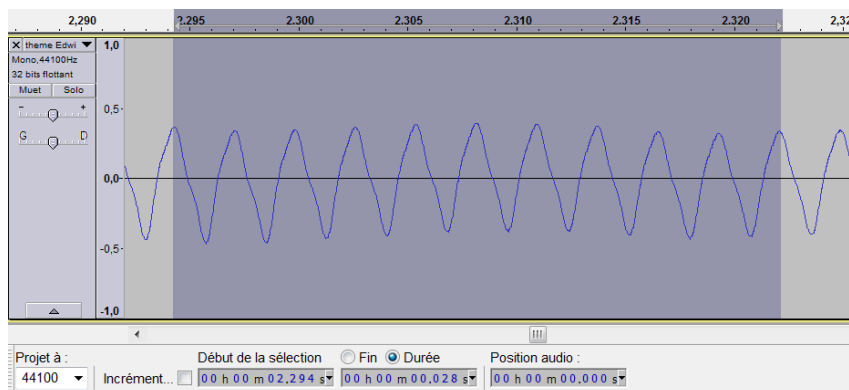 2,290 2,295 2.300 2.305 2.310 2.315 2.320
X theme Edwi ▼ 1,0
Mono,44100Hz
32 bits flottant
Muet Solo
- + 0,5-
G D 0,0-
-0,5-
-1,0
Projet à : Début de la sélection Fin Durée Position audio :
44100 Incrément... 00 h 00 m 02,294 s 00 h 00 m 00,028 s 00 h 00 m 00,000 s